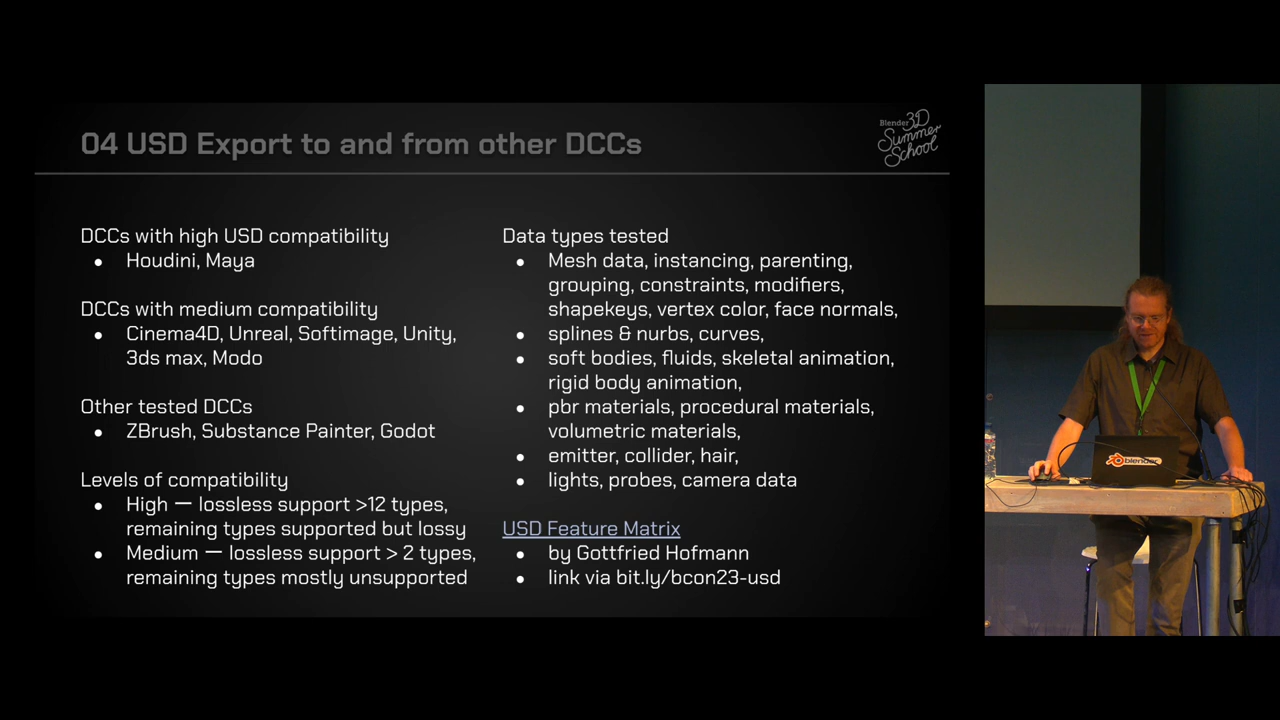 04 USD Export to and from other DCCs
Blender 3D
Summer
School
DCCs with high USD compatibility
● Houdini, Maya
DCCs with medium compatibility
● Cinema4D, Unreal, Softimage, Unity,
3ds max, Modo
Other tested DCCs
● ZBrush, Substance Painter, Godot
Levels of compatibility
● High — lossless support >12 types,
remaining types supported but lossy
● Medium — lossless support > 2 types,
remaining types mostly unsupported
Data types tested
● Mesh data, instancing, parenting,
grouping, constraints, modifiers,
shapekeys, vertex color, face normals,
● splines & nurbs, curves,
● soft bodies, fluids, skeletal animation,
rigid body animation,
● pbr materials, procedural materials,
volumetric materials,
● emitter, collider, hair,
● lights, probes, camera data
USD Feature Matrix
● by Gottfried Hofmann
● link via bit.ly/bcon23-usd
blender